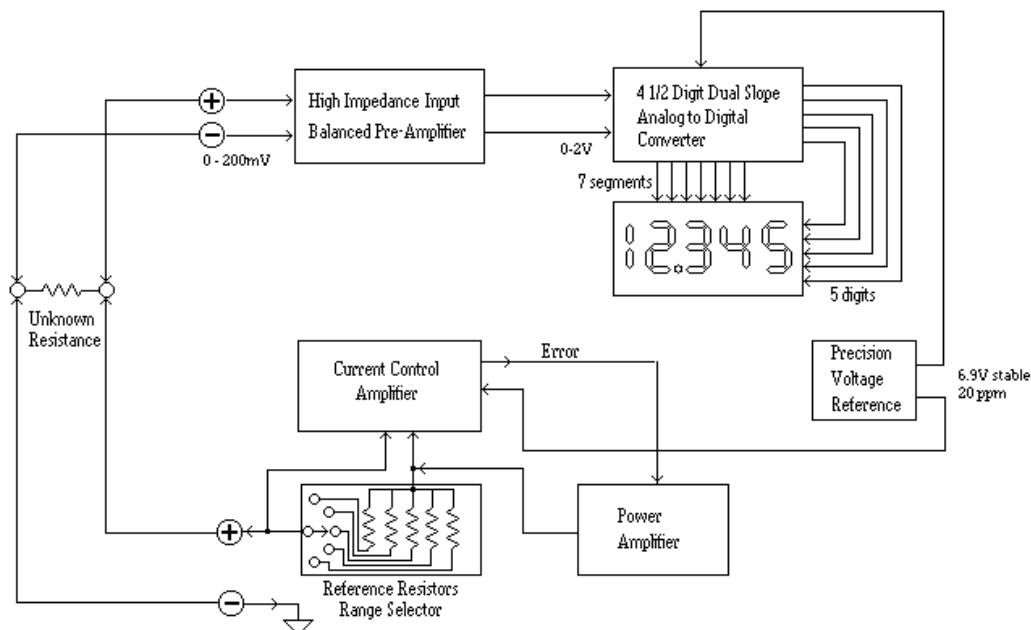 High Impedance Input
Balanced Pre-Amplifier
4 1/2 Digit Dual Slope
Analog to Digital
Converter
+
−
0 - 200mV
0-2V
7 segments
12.345
5 digits
Unknown
Resistance
Current Control
Amplifier
Error
Precision
Voltage
Reference
6.9V stable
20 ppm
Power
Amplifier
+
Reference Resistors
Range Selector
−